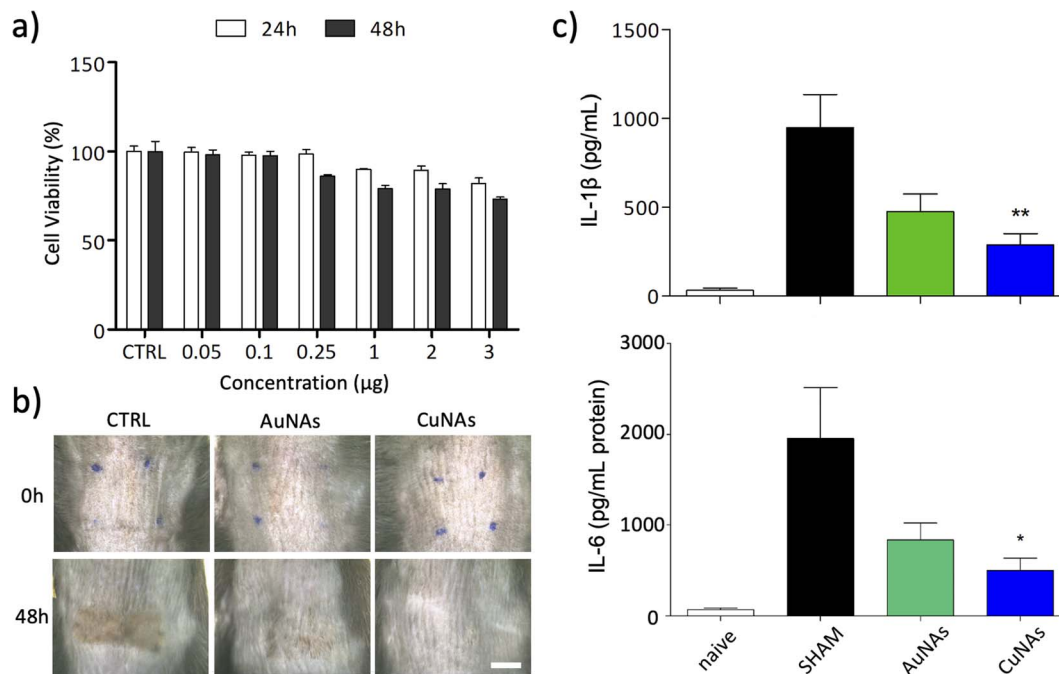 a)
24h 48h
150
100
50
0
Cell Viability (%)
CTRL 0.05 0.1 0.25 1 2 3
Concentration (μg)
b)
CTRL AuNAs CuNAs
0h
48h
c)
1500
1000
500
0
IL-1β (pg/mL)
**
3000
2000
1000
0
IL-6 (pg/mL protein)
*
naive SHAM AuNAs CuNAs